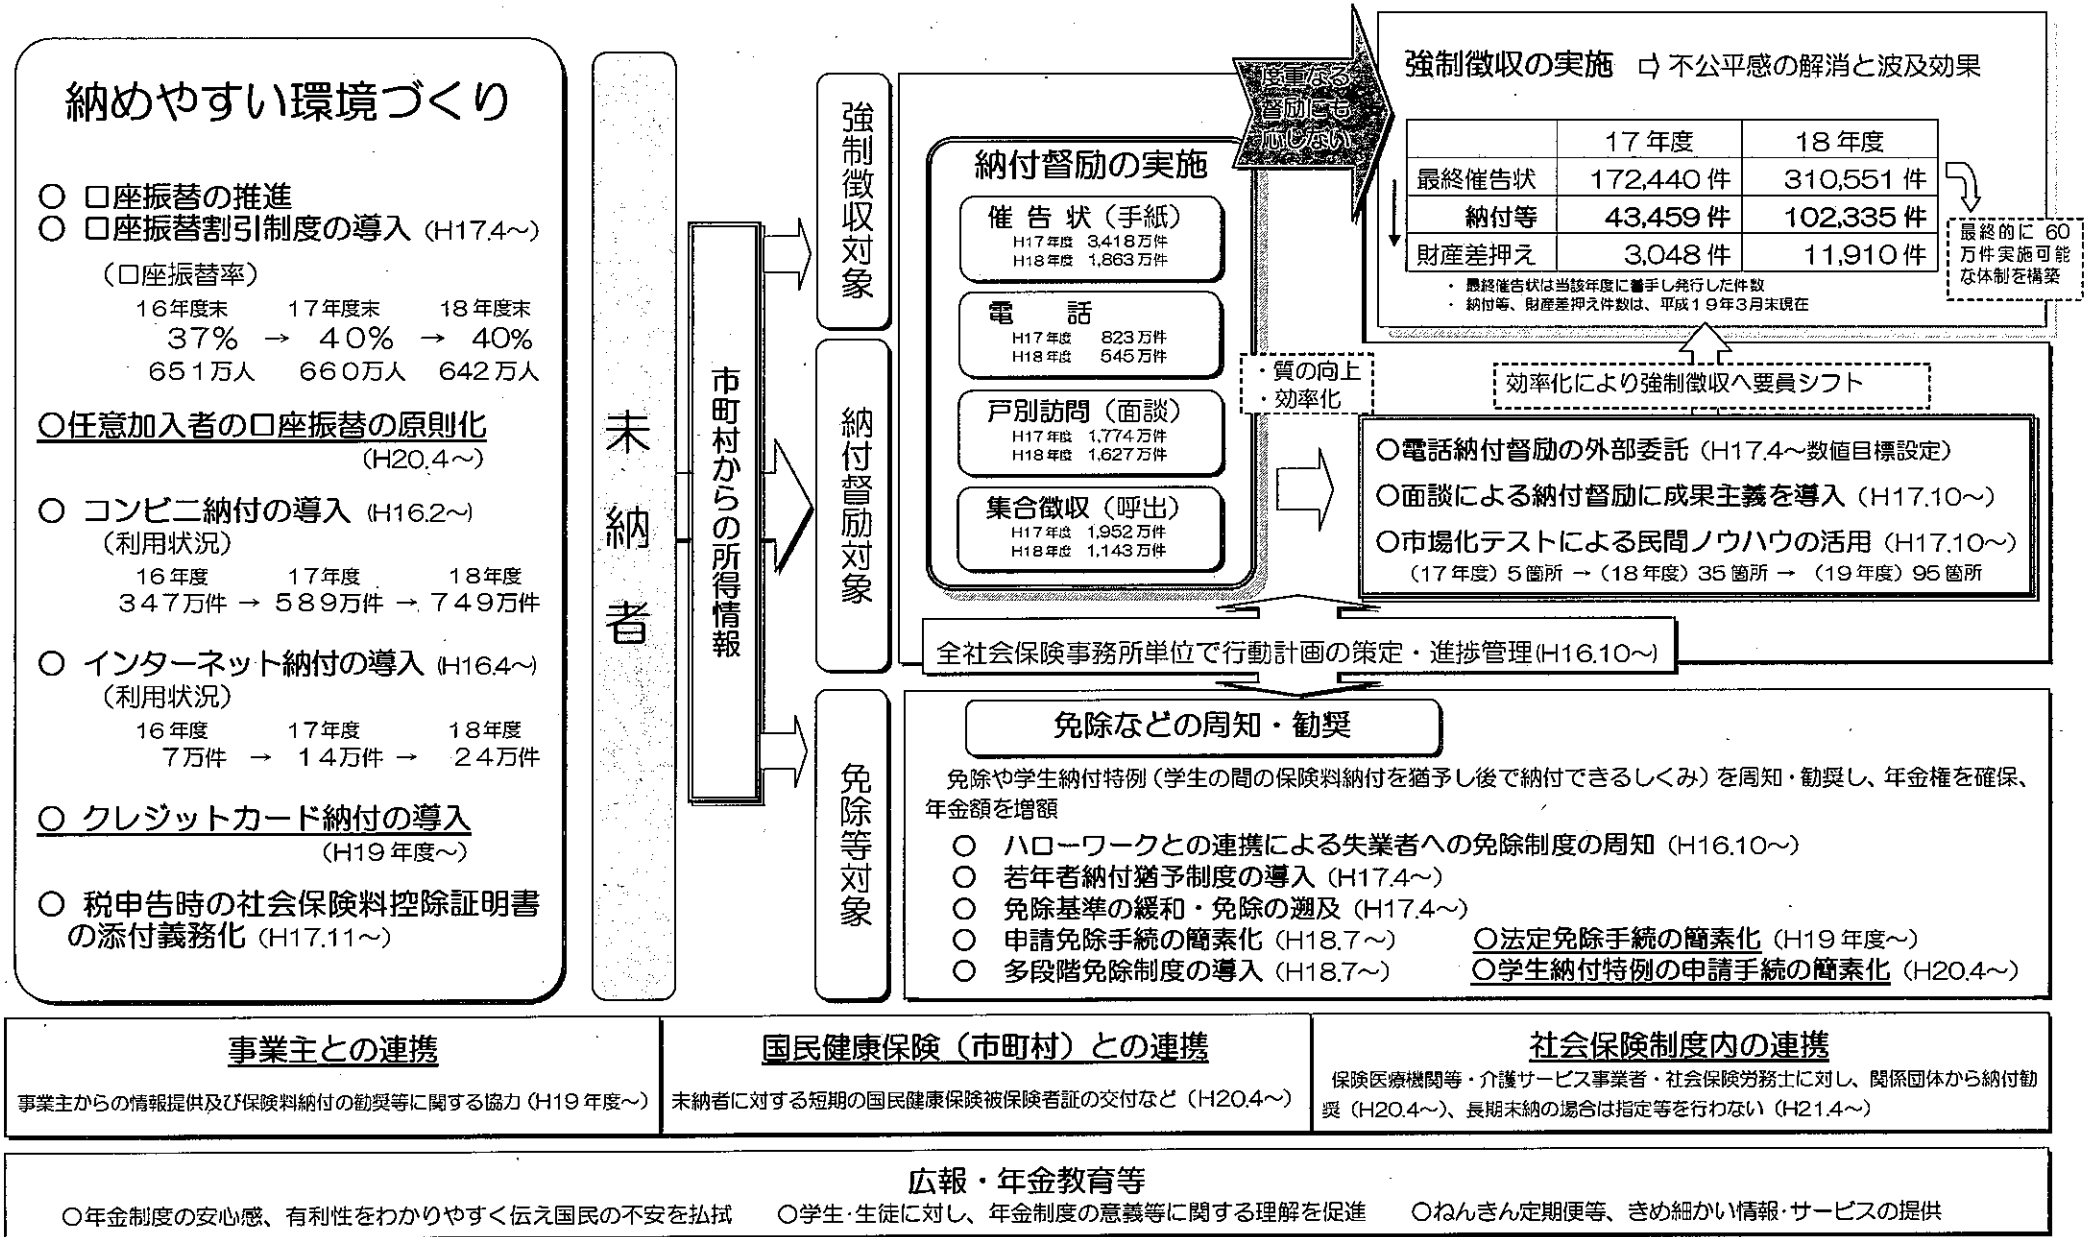 納めやすい環境づくり
○ 口座振替の推進
○ 口座振替割引制度の導入 (H17.4~)
(口座振替率)
16年度末 17年度末 18年度末
37% → 40% → 40%
651万人 660万人 642万人
○任意加入者の口座振替の原則化
(H20.4~)
○ コンビニ納付の導入 (H16.2~)
(利用状況)
16年度 17年度 18年度
347万件 → 589万件 → 749万件
○ インターネット納付の導入 (H16.4~)
(利用状況)
16年度 17年度 18年度
7万件 → 14万件 → 24万件
○ クレジットカード納付の導入
(H19年度~)
○ 税申告時の社会保険料控除証明書
の添付義務化 (H17.11~)
未納者
市町村からの所得情報
強制徴収対象
納付督励対象
免除等対象
納付督励の実施
催告状(手紙)
H17年度 3,418万件
H18年度 1,863万件
電話
H17年度 823万件
H18年度 545万件
戸別訪問(面談)
H17年度 1,774万件
H18年度 1,627万件
集合徴収(呼出)
H17年度 1,952万件
H18年度 1,143万件
度重なる
督励にも
応じない
強制徴収の実施 ⇨ 不公平感の解消と波及効果
17年度 18年度
最終催告状 172,440件 310,551件
納付等 43,459件 102,335件
財産差押え 3,048件 11,910件
・ 最終催告状は当該年度に着手し発行した件数
・ 納付等、財産差押え件数は、平成19年3月末現在
最終的に 60
万件実施可能
な体制を構築
・質の向上
・効率化
効率化により強制徴収へ要員シフト
○電話納付督励の外部委託 (H17.4~数値目標設定)
○面談による納付督励に成果主義を導入 (H17.10~)
○市場化テストによる民間ノウハウの活用 (H17.10~)
(17年度) 5箇所 → (18年度) 35箇所 → (19年度) 95箇所
全社会保険事務所単位で行動計画の策定・進捗管理(H16.10~)
免除などの周知・勧奨
免除や学生納付特例(学生の間の保険料納付を猶予し後で納付できるしくみ)を周知・勧奨し、年金権を確保、
年金額を増額
○ ハローワークとの連携による失業者への免除制度の周知 (H16.10~)
○ 若年者納付猶予制度の導入 (H17.4~)
○ 免除基準の緩和・免除の遡及 (H17.4~)
○ 申請免除手続の簡素化 (H18.7~) ○法定免除手続の簡素化 (H19年度~)
○ 多段階免除制度の導入 (H18.7~) ○学生納付特例の申請手続の簡素化 (H20.4~)
事業主との連携
事業主からの情報提供及び保険料納付の勧奨等に関する協力 (H19年度~)
国民健康保険(市町村)との連携
未納者に対する短期の国民健康保険被保険者証の交付など (H20.4~)
社会保険制度内の連携
保険医療機関等・介護サービス事業者・社会保険労務士に対し、関係団体から納付勧
奨 (H20.4~)、長期未納の場合は指定等を行わない (H21.4~)
広報・年金教育等
○年金制度の安心感、有利性をわかりやすく伝え国民の不安を払拭 ○学生・生徒に対し、年金制度の意義等に関する理解を促進 ○ねんきん定期便等、きめ細かい情報・サービスの提供